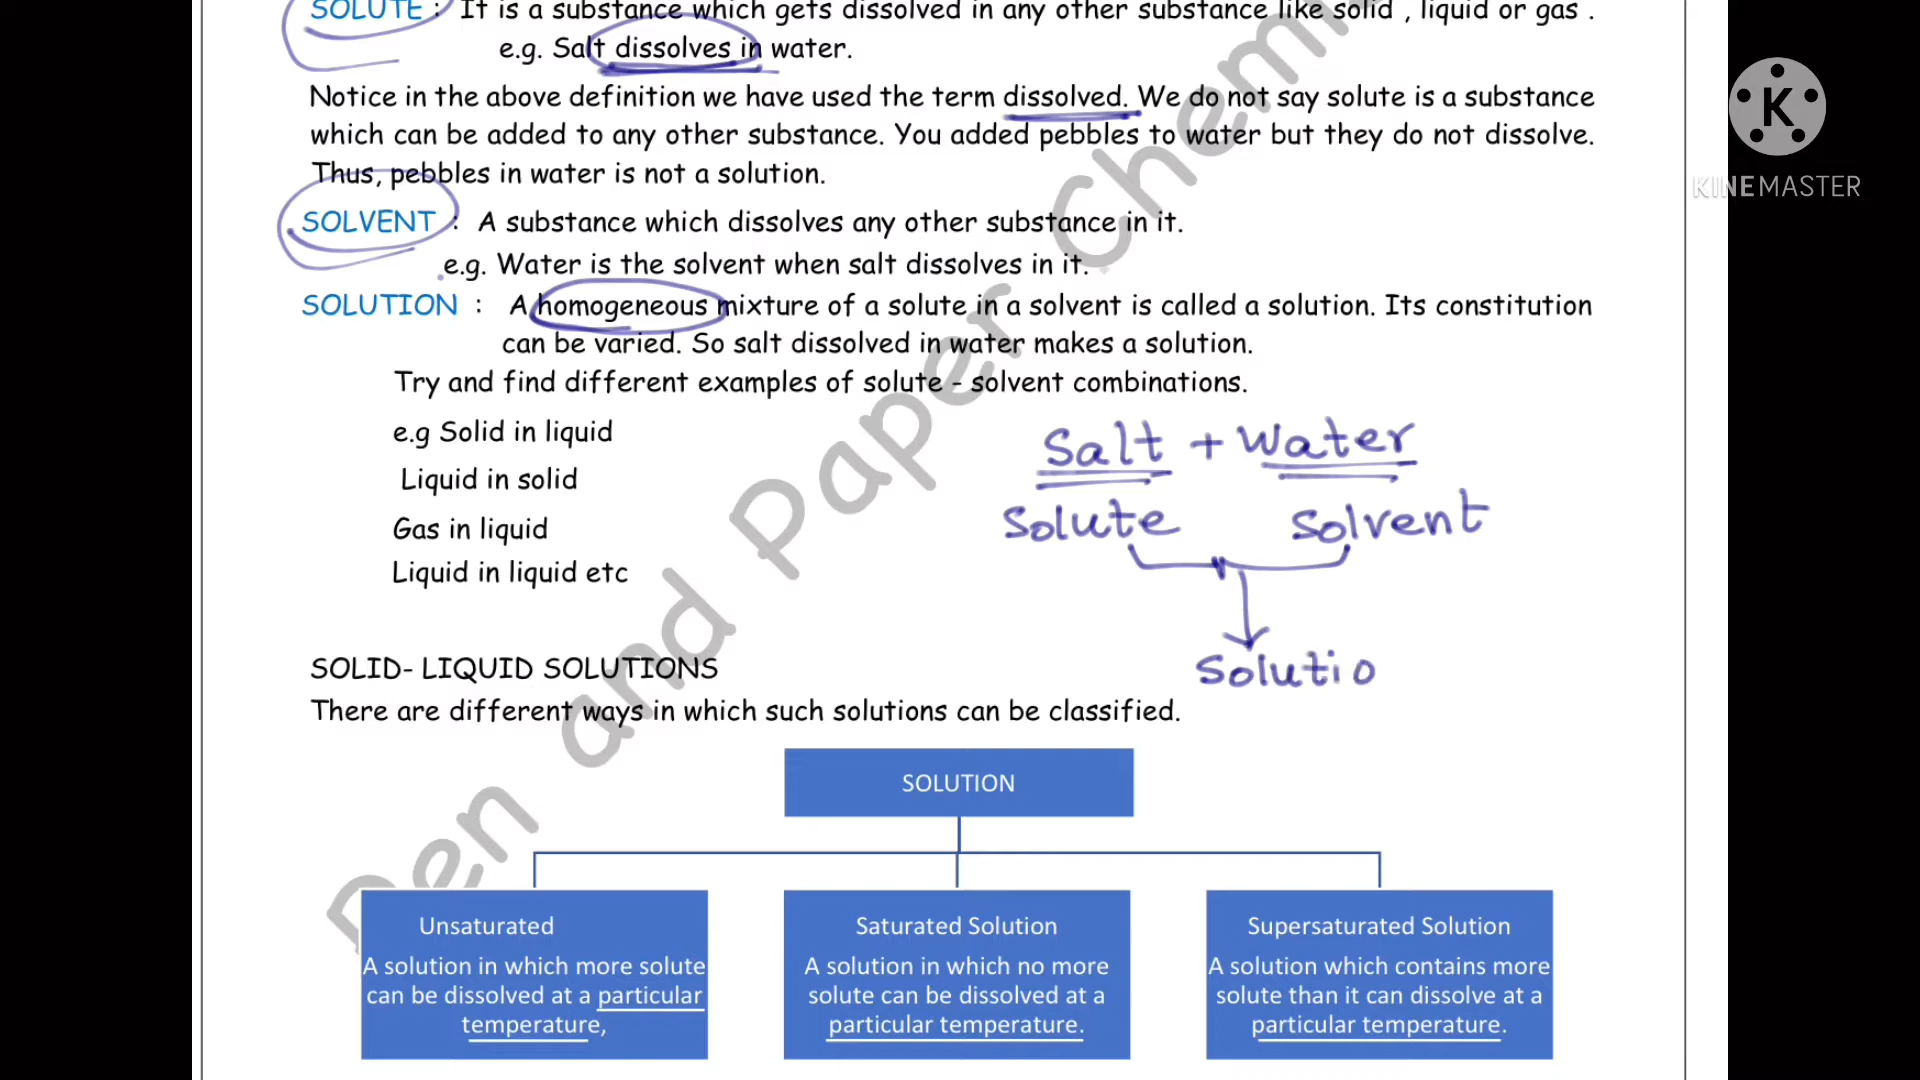 SOLUTE : It is a substance which gets dissolved in any other substance like solid , liquid or gas .
e.g. Salt dissolves in water.
Notice in the above definition we have used the term dissolved. We do not say solute is a substance
which can be added to any other substance. You added pebbles to water but they do not dissolve.
Thus, pebbles in water is not a solution.
SOLVENT : A substance which dissolves any other substance in it.
e.g. Water is the solvent when salt dissolves in it.
SOLUTION : A homogeneous mixture of a solute in a solvent is called a solution. Its constitution
can be varied. So salt dissolved in water makes a solution.
Try and find different examples of solute - solvent combinations.
e.g Solid in liquid
Liquid in solid
Gas in liquid
Liquid in liquid etc
Salt + Water
Solute Solvent
Solutio
SOLID- LIQUID SOLUTIONS
There are different ways in which such solutions can be classified.
SOLUTION
Unsaturated
A solution in which more solute
can be dissolved at a particular
temperature,
Saturated Solution
A solution in which no more
solute can be dissolved at a
particular temperature.
Supersaturated Solution
A solution which contains more
solute than it can dissolve at a
particular temperature.
Pen and Paper Chemi
K
KINEMASTER